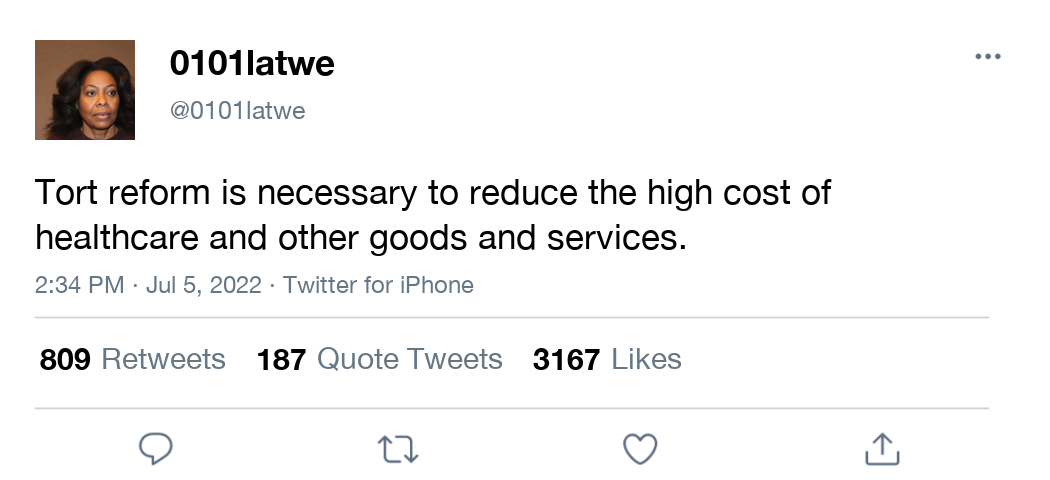 0101latwe
@0101latwe
Tort reform is necessary to reduce the high cost of
healthcare and other goods and services.
2:34 PM · Jul 5, 2022 · Twitter for iPhone
809 Retweets 187 Quote Tweets 3167 Likes